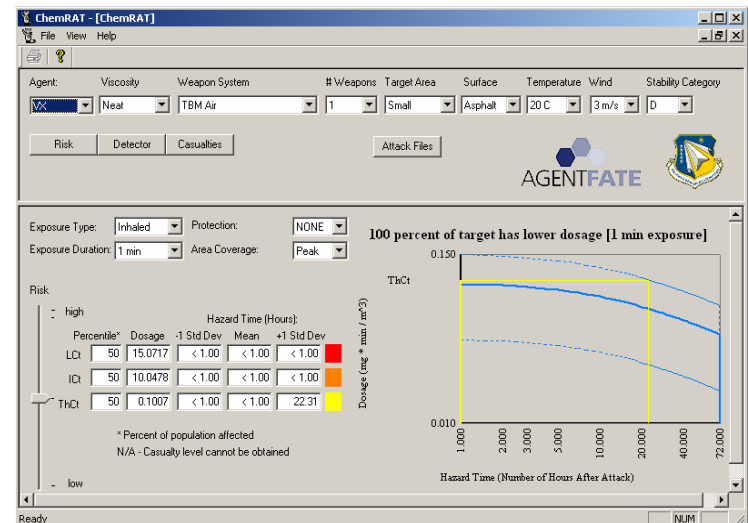 ChemRAT - [ChemRAT]
File View Help
Agent: Viscosity Weapon System # Weapons Target Area Surface Temperature Wind Stability Category
VX Neat TBM Air 1 Small Asphalt 20 C 3 m/s D
Risk Detector Casualties Attack Files
AGENTFATE
Exposure Type: Inhaled Protection: NONE
Exposure Duration: 1 min Area Coverage: Peak
100 percent of target has lower dosage [1 min exposure]
0.150
ThCt
Dosage (mg * min / m^3)
0.010
1.000 2.000 3.000 5.000 10.000 20.000 40.000 72.000
Hazard Time (Number of Hours After Attack)
Risk
high
Hazard Time (Hours):
Percentile* Dosage -1 Std Dev Mean +1 Std Dev
LCt 50 15.0717 < 1.00 < 1.00 < 1.00
ICt 50 10.0478 < 1.00 < 1.00 < 1.00
ThCt 50 0.1007 < 1.00 < 1.00 22.31
* Percent of population affected
N/A - Casualty level cannot be obtained
low
Ready NUM